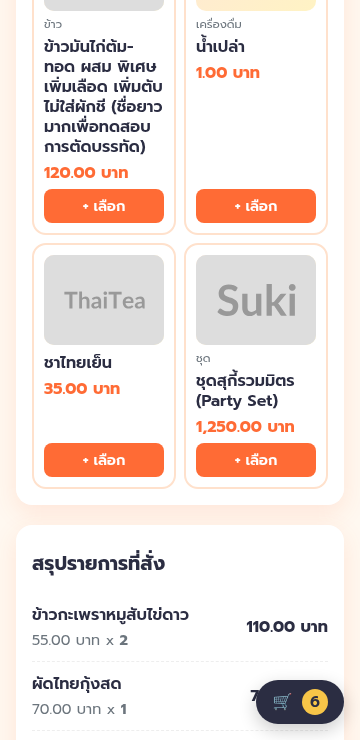 ข้าว
ข้าวมันไก่ต้ม-
ทอด ผสม พิเศษ
เพิ่มเลือด เพิ่มตับ
ไม่ใส่ผักชี (ชื่อยาว
มากเพื่อทดสอบ
การตัดบรรทัด)
120.00 บาท
+ เลือก
เครื่องดื่ม
น้ำเปล่า
1.00 บาท
+ เลือก
ThaiTea
ชาไทยเย็น
35.00 บาท
+ เลือก
Suki
ชุด
ชุดสุกี้รวมมิตร
(Party Set)
1,250.00 บาท
+ เลือก
สรุปรายการที่สั่ง
ข้าวกะเพราหมูสับไข่ดาว
55.00 บาท x 2
110.00 บาท
ผัดไทยกุ้งสด
70.00 บาท x 1
6